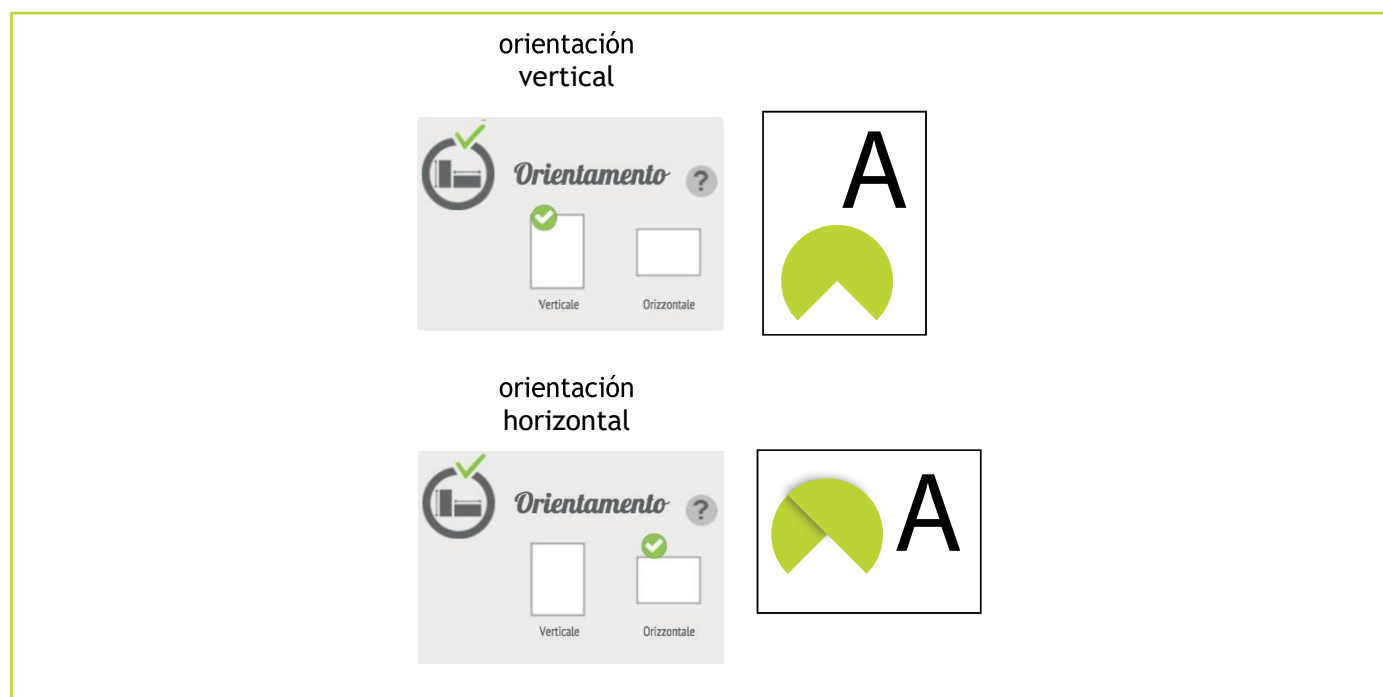 orientación
vertical
Orientamento ?
Verticale Orizzontale
A
orientación
horizontal
Orientamento ?
Verticale Orizzontale
A